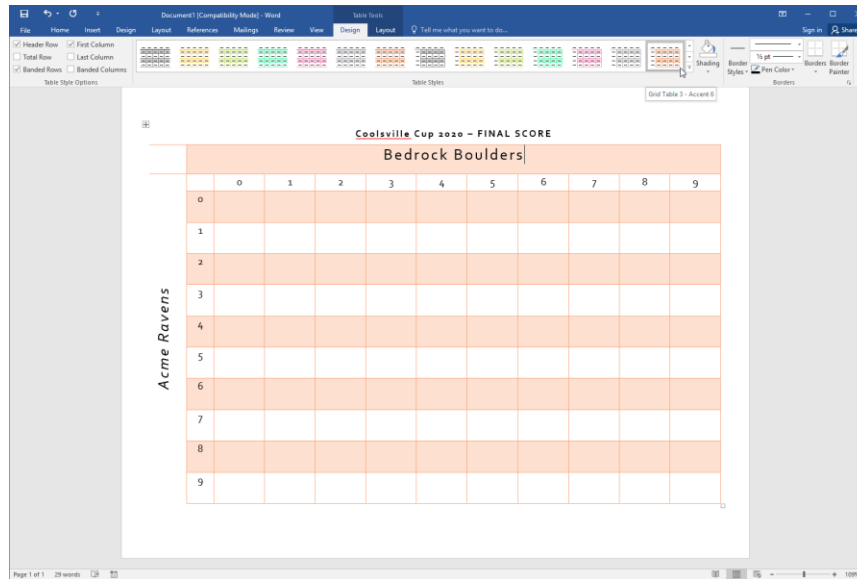 Document1 [Compatibility Mode] - Word
Table Tools
File Home Insert Design Layout References Mailings Review View Design Layout Tell me what you want to do... Sign in Share
Header Row First Column
Total Row Last Column
Banded Rows Banded Columns
Table Style Options
Table Styles
Shading
Border Styles
½ pt
Pen Color
Borders
Border Painter
Borders
Grid Table 3 - Accent 6
Coolsville Cup 2020 – FINAL SCORE
Bedrock Boulders
0 1 2 3 4 5 6 7 8 9
Acme Ravens
0
1
2
3
4
5
6
7
8
9
Page 1 of 1 29 words
109%